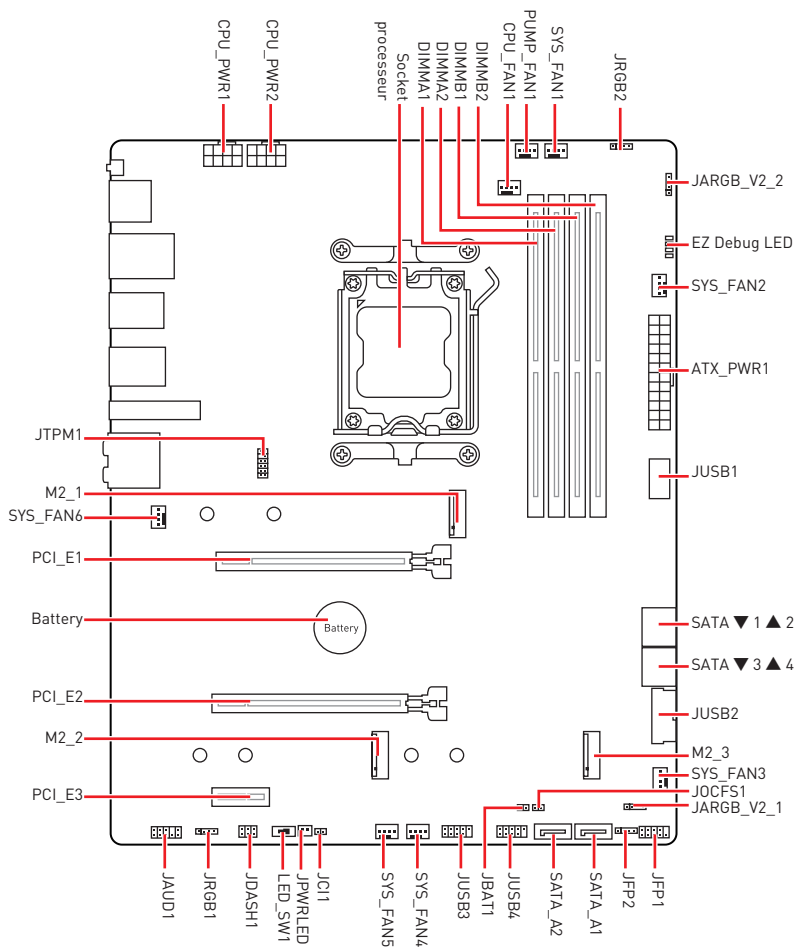 CPU_PWR1
CPU_PWR2
Socket
processeur
DIMMA1
DIMMA2
DIMMB1
DIMMB2
CPU_FAN1
PUMP_FAN1
SYS_FAN1
JRGB2
JARGB_V2_2
EZ Debug LED
SYS_FAN2
ATX_PWR1
JUSB1
SATA ▼ 1 ▲ 2
SATA ▼ 3 ▲ 4
JUSB2
M2_3
SYS_FAN3
JOCFS1
JARGB_V2_1
JTPM1
M2_1
SYS_FAN6
PCI_E1
Battery
Battery
PCI_E2
M2_2
PCI_E3
JAUD1
JRGB1
JDASH1
LED_SW1
JPWRLED
JCI1
SYS_FAN5
SYS_FAN4
JUSB3
JBAT1
JUSB4
SATA_A2
SATA_A1
JFP2
JFP1